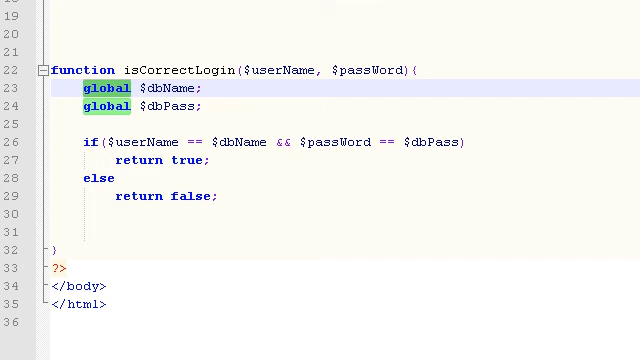 19
20
21
22 function isCorrectLogin($userName, $passWord){
23 global $dbName;
24 global $dbPass;
25
26 if($userName == $dbName && $passWord == $dbPass)
27 return true;
28 else
29 return false;
30
31
32 }
33 ?>
34 </body>
35 </html>
36